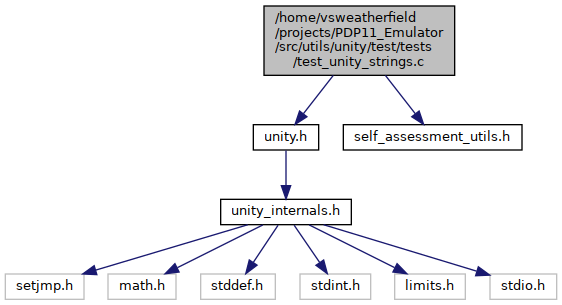 /home/vsweatherfield
/projects/PDP11_Emulator
/src/utils/unity/test/tests
/test_unity_strings.c
unity.h
self_assessment_utils.h
unity_internals.h
setjmp.h
math.h
stddef.h
stdint.h
limits.h
stdio.h